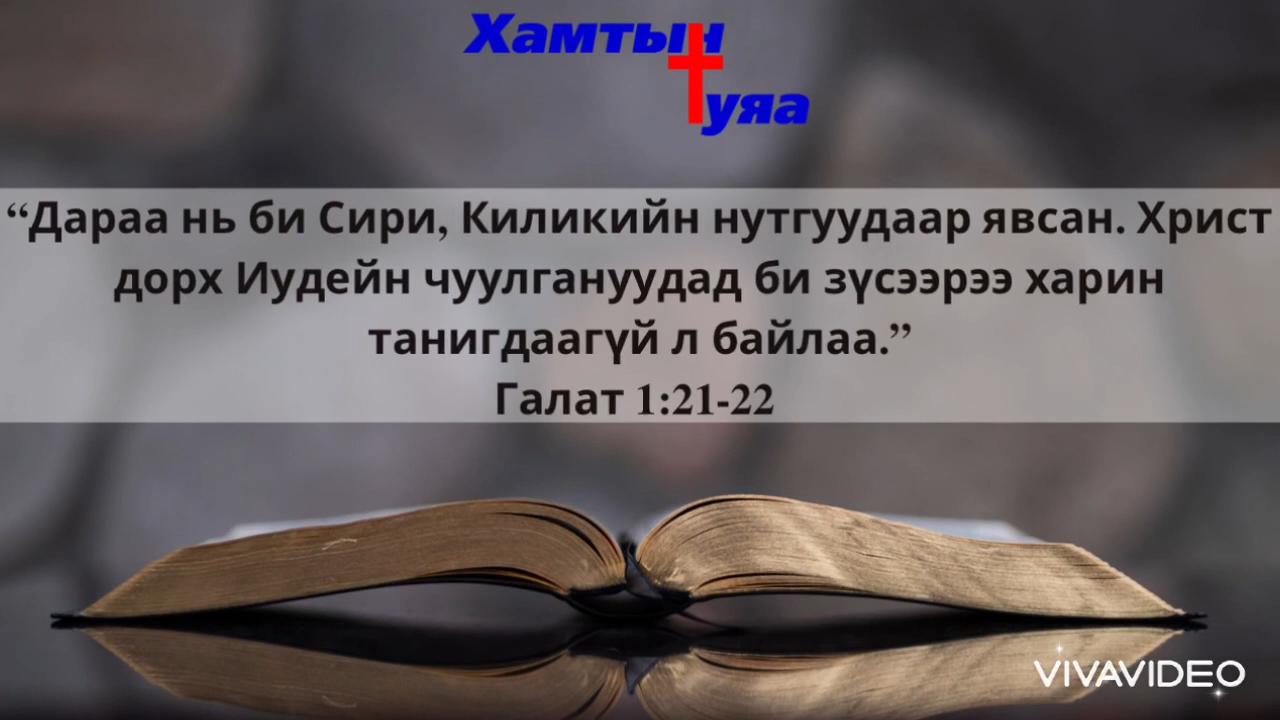 Хамтын
Туяа
“Дараа нь би Сири, Киликийн нутгуудаар явсан. Христ
дорх Иудейн чуулгануудад би зүсээрээ харин
танигдаагүй л байлаа.”
Галат 1:21-22
VIVAVIDEO